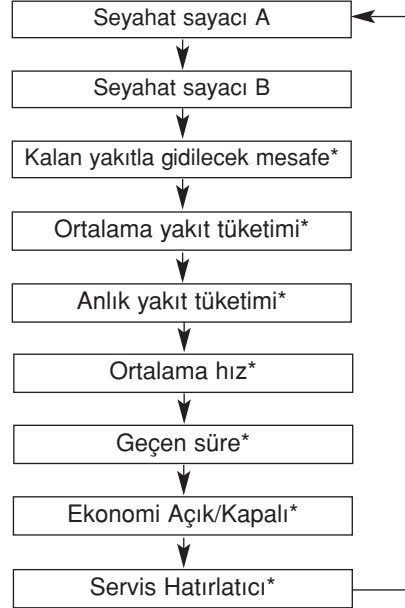 Seyahat sayacı A
Seyahat sayacı B
Kalan yakıtla gidilecek mesafe*
Ortalama yakıt tüketimi*
Anlık yakıt tüketimi*
Ortalama hız*
Geçen süre*
Ekonomi Açık/Kapalı*
Servis Hatırlatıcı*